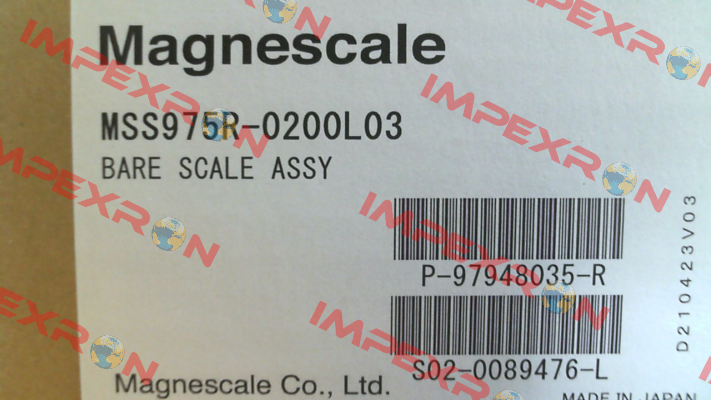 Magnescale
MSS975R-0200L03
BARE SCALE ASSY
P-97948035-R
S02-0089476-L
Magnescale Co., Ltd.
MADE IN JAPAN
D210423V03
IMPEXRON
IMPEXRON
IMPEXRON
IMPEXRON
IMPEXRON
IMPEXRON